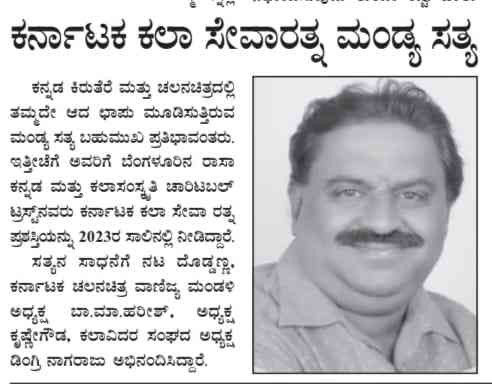 ಕರ್ನಾಟಕ ಕಲಾ ಸೇವಾರತ್ನ ಮಂಡ್ಯ ಸತ್ಯ
ಕನ್ನಡ ಕಿರುತೆರೆ ಮತ್ತು ಚಲನಚಿತ್ರದಲ್ಲಿ
ತಮ್ಮದೇ ಆದ ಛಾಪು ಮೂಡಿಸುತ್ತಿರುವ
ಮಂಡ್ಯ ಸತ್ಯ ಬಹುಮುಖಿ ಪ್ರತಿಭಾವಂತರು.
ಇತ್ತೀಚೆಗೆ ಅವರಿಗೆ ಬೆಂಗಳೂರಿನ ರಾಸಾ
ಕನ್ನಡ ಮತ್ತು ಕಲಾಸಂಸ್ಕೃತಿ ಚಾರಿಟಬಲ್
ಟ್ರಸ್ಟ್‌ನವರು ಕರ್ನಾಟಕ ಕಲಾ ಸೇವಾ ರತ್ನ
ಪ್ರಶಸ್ತಿಯನ್ನು 2023ರ ಸಾಲಿನಲ್ಲಿ ನೀಡಿದ್ದಾರೆ.
ಸತ್ಯನ ಸಾಧನೆಗೆ ನಟ ದೊಡ್ಡಣ್ಣ,
ಕರ್ನಾಟಕ ಚಲನಚಿತ್ರ ವಾಣಿಜ್ಯ ಮಂಡಳಿ
ಅಧ್ಯಕ್ಷ ಬಾ.ಮಾ.ಹರೀಶ್, ಅಧ್ಯಕ್ಷ
ಕೃಷ್ಣೇಗೌಡ, ಕಲಾವಿದರ ಸಂಘದ ಅಧ್ಯಕ್ಷ
ಡಿಂಗ್ರಿ ನಾಗರಾಜು ಅಭಿನಂದಿಸಿದ್ದಾರೆ.